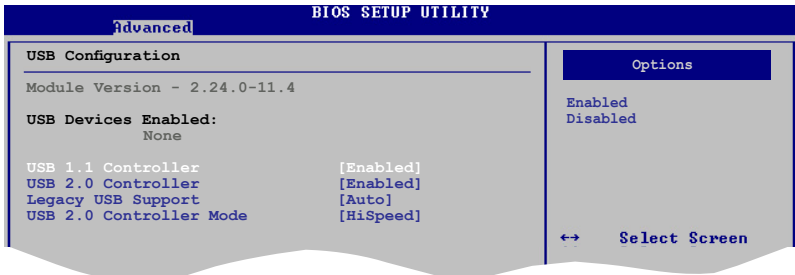 BIOS SETUP UTILITY
Advanced
USB Configuration
Module Version - 2.24.0-11.4
USB Devices Enabled:
None
USB 1.1 Controller [Enabled]
USB 2.0 Controller [Enabled]
Legacy USB Support [Auto]
USB 2.0 Controller Mode [HiSpeed]
Options
Enabled
Disabled
←→ Select Screen